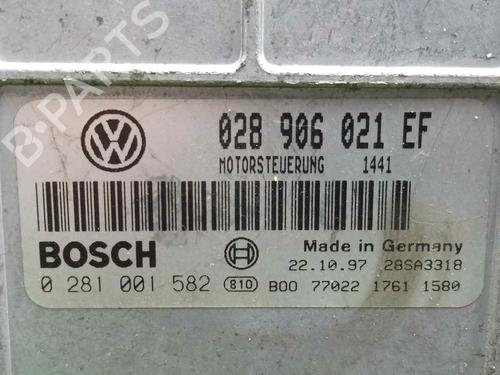 B·PARTS
028 906 021 EF
MOTORSTEUERUNG 1441
BOSCH
Made in Germany
0 281 001 582 810
22.10.97 28SA3318
B00 77022 1761 1580